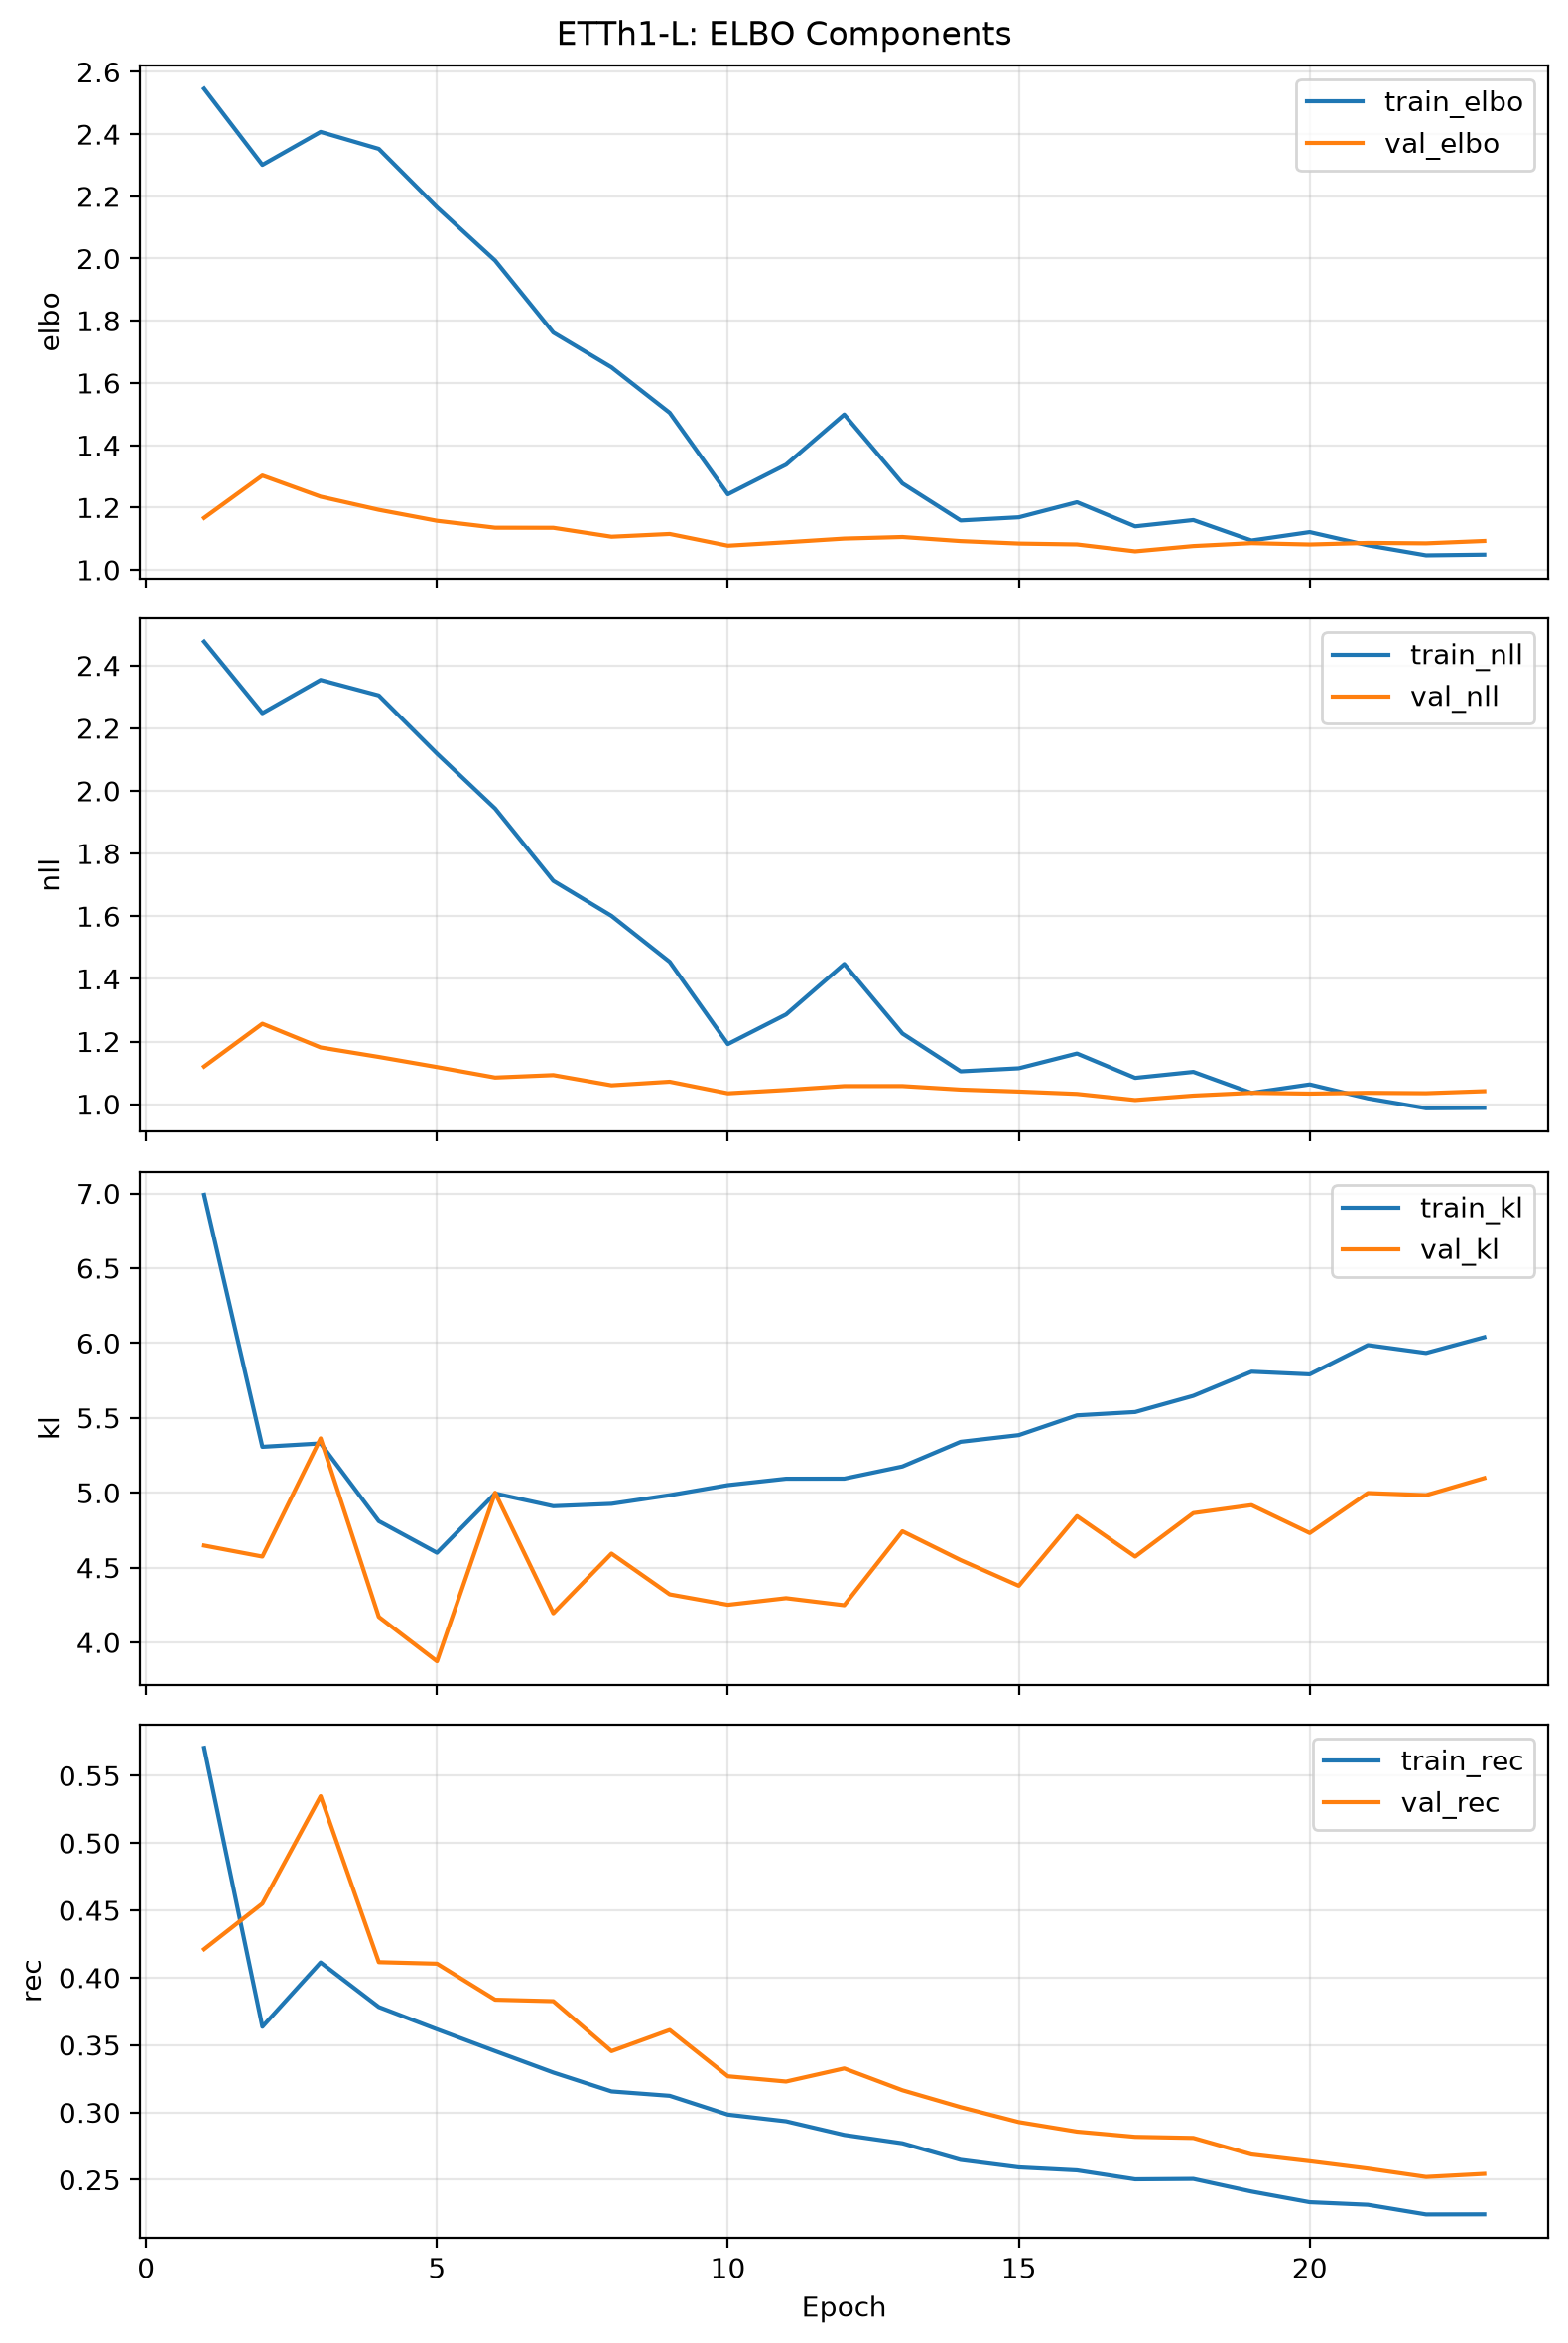 ETTh1-L: ELBO Components
2.6
2.4
2.2
2.0
1.8
1.6
1.4
1.2
1.0
elbo
train_elbo
val_elbo
2.4
2.2
2.0
1.8
1.6
1.4
1.2
1.0
nll
train_nll
val_nll
7.0
6.5
6.0
5.5
5.0
4.5
4.0
kl
train_kl
val_kl
0.55
0.50
0.45
0.40
0.35
0.30
0.25
rec
train_rec
val_rec
0 5 10 15 20
Epoch